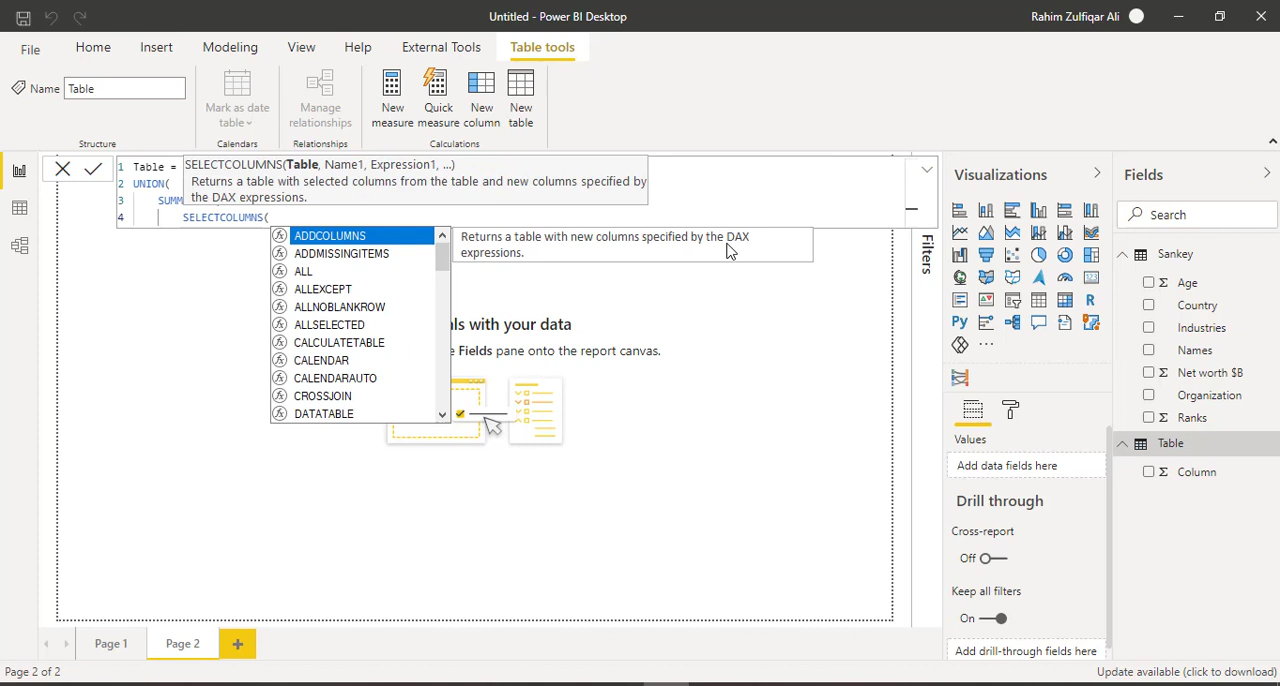 Untitled - Power BI Desktop
Rahim Zulfiqar Ali
File
Home
Insert
Modeling
View
Help
External Tools
Table tools
Name
Table
Mark as date
table
Manage
relationships
New
measure
Quick
measure
New
column
New
table
Structure
Calendars
Relationships
Calculations
1 Table =
2 UNION(
3 SUMM
4 SELECTCOLUMNS(
SELECTCOLUMNS(Table, Name1, Expression1, ...)
Returns a table with selected columns from the table and new columns specified by
the DAX expressions.
ADDCOLUMNS
ADDMISSINGITEMS
ALL
ALLEXCEPT
ALLNOBLANKROW
ALLSELECTED
CALCULATETABLE
CALENDAR
CALENDARAUTO
CROSSJOIN
DATATABLE
Returns a table with new columns specified by the DAX
expressions.
ls with your data
Fields pane onto the report canvas.
Filters
Visualizations
R
Py
Values
Add data fields here
Drill through
Cross-report
Off
Keep all filters
On
Add drill-through fields here
Fields
Search
Sankey
Age
Country
Industries
Names
Net worth $B
Organization
Ranks
Table
Column
Page 1
Page 2
Page 2 of 2
Update available (click to download)